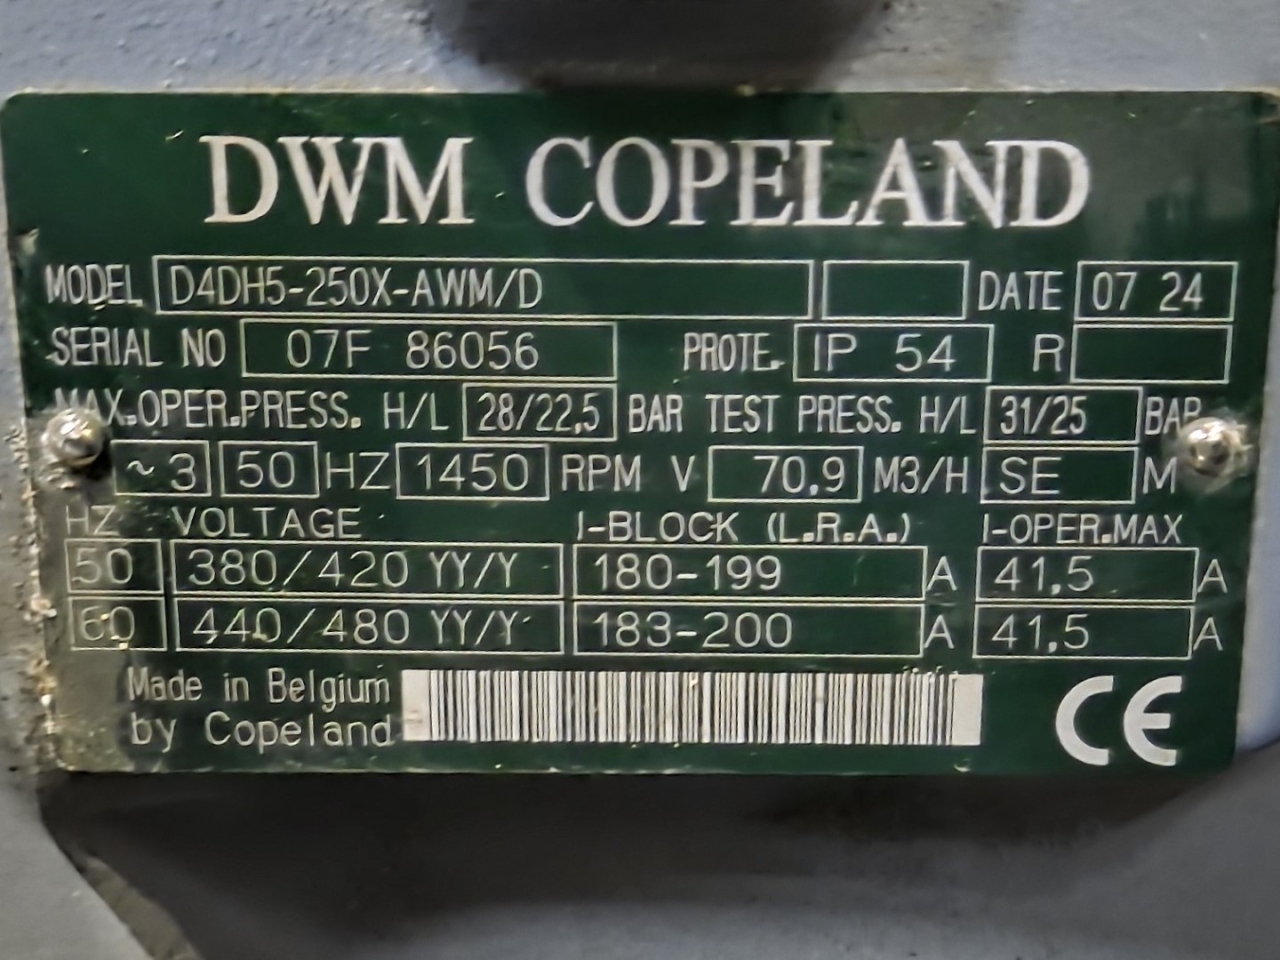 DWM COPELAND
MODEL D4DH5-250X-AWM/D DATE 07 24
SERIAL NO 07F 86056 PROTE. IP 54 R
MAX.OPER.PRESS. H/L 28/22,5 BAR TEST PRESS. H/L 31/25 BAR
~3 50 HZ 1450 RPM V 70,9 M3/H SE M
HZ VOLTAGE I-BLOCK (L.R.A.) I-OPER.MAX
50 380/420 YY/Y 180-199 A 41,5 A
60 440/480 YY/Y 183-200 A 41,5 A
Made in Belgium
by Copeland
CE